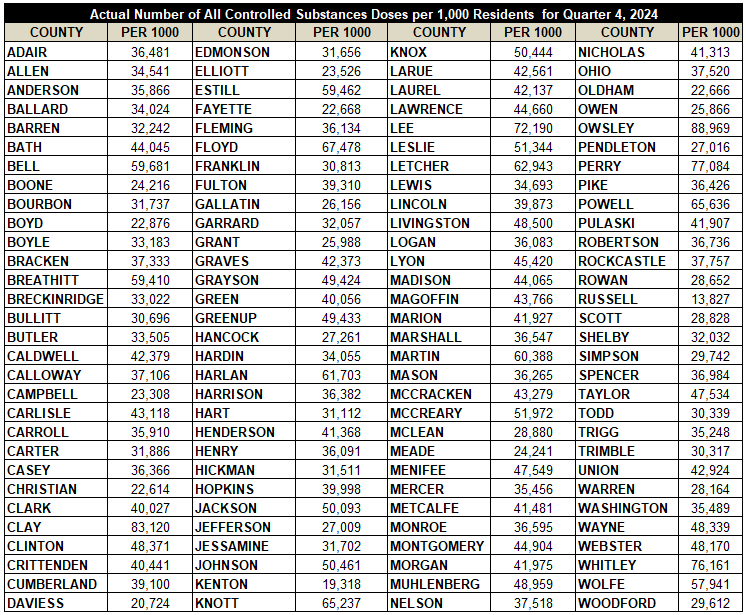 Actual Number of All Controlled Substances Doses per 1,000 Residents for Quarter 4, 2024
COUNTY PER 1000 COUNTY PER 1000 COUNTY PER 1000 COUNTY PER 1000
ADAIR 36,481 EDMONSON 31,656 KNOX 50,444 NICHOLAS 41,313
ALLEN 34,541 ELLIOTT 23,526 LARUE 42,561 OHIO 37,520
ANDERSON 35,866 ESTILL 59,462 LAUREL 42,137 OLDHAM 22,666
BALLARD 34,024 FAYETTE 22,668 LAWRENCE 44,660 OWEN 25,866
BARREN 32,242 FLEMING 36,134 LEE 72,190 OWSLEY 88,969
BATH 44,045 FLOYD 67,478 LESLIE 51,344 PENDLETON 27,016
BELL 59,681 FRANKLIN 30,813 LETCHER 62,943 PERRY 77,084
BOONE 24,216 FULTON 39,310 LEWIS 34,693 PIKE 36,426
BOURBON 31,737 GALLATIN 26,156 LINCOLN 39,873 POWELL 65,636
BOYD 22,876 GARRARD 32,057 LIVINGSTON 48,500 PULASKI 41,907
BOYLE 33,183 GRANT 25,988 LOGAN 36,083 ROBERTSON 36,736
BRACKEN 37,333 GRAVES 42,373 LYON 45,420 ROCKCASTLE 37,757
BREATHITT 59,410 GRAYSON 49,424 MADISON 44,065 ROWAN 28,652
BRECKINRIDGE 33,022 GREEN 40,056 MAGOFFIN 43,766 RUSSELL 13,827
BULLITT 30,696 GREENUP 49,433 MARION 41,927 SCOTT 28,828
BUTLER 33,505 HANCOCK 27,261 MARSHALL 36,547 SHELBY 32,032
CALDWELL 42,379 HARDIN 34,055 MARTIN 60,388 SIMPSON 29,742
CALLOWAY 37,106 HARLAN 61,703 MASON 36,265 SPENCER 36,984
CAMPBELL 23,308 HARRISON 36,382 MCCRACKEN 43,279 TAYLOR 47,534
CARLISLE 43,118 HART 31,112 MCCREARY 51,972 TODD 30,339
CARROLL 35,910 HENDERSON 41,368 MCLEAN 28,880 TRIGG 35,248
CARTER 31,886 HENRY 36,091 MEADE 24,241 TRIMBLE 30,317
CASEY 36,366 HICKMAN 31,511 MENIFEE 47,549 UNION 42,924
CHRISTIAN 22,614 HOPKINS 39,998 MERCER 35,456 WARREN 28,164
CLARK 40,027 JACKSON 50,093 METCALFE 41,481 WASHINGTON 35,489
CLAY 83,120 JEFFERSON 27,009 MONROE 36,595 WAYNE 48,339
CLINTON 48,371 JESSAMINE 31,702 MONTGOMERY 44,904 WEBSTER 48,170
CRITTENDEN 40,441 JOHNSON 50,461 MORGAN 41,975 WHITLEY 76,161
CUMBERLAND 39,100 KENTON 19,318 MUHLENBERG 48,959 WOLFE 57,941
DAVIESS 20,724 KNOTT 65,237 NELSON 37,518 WOODFORD 29,612